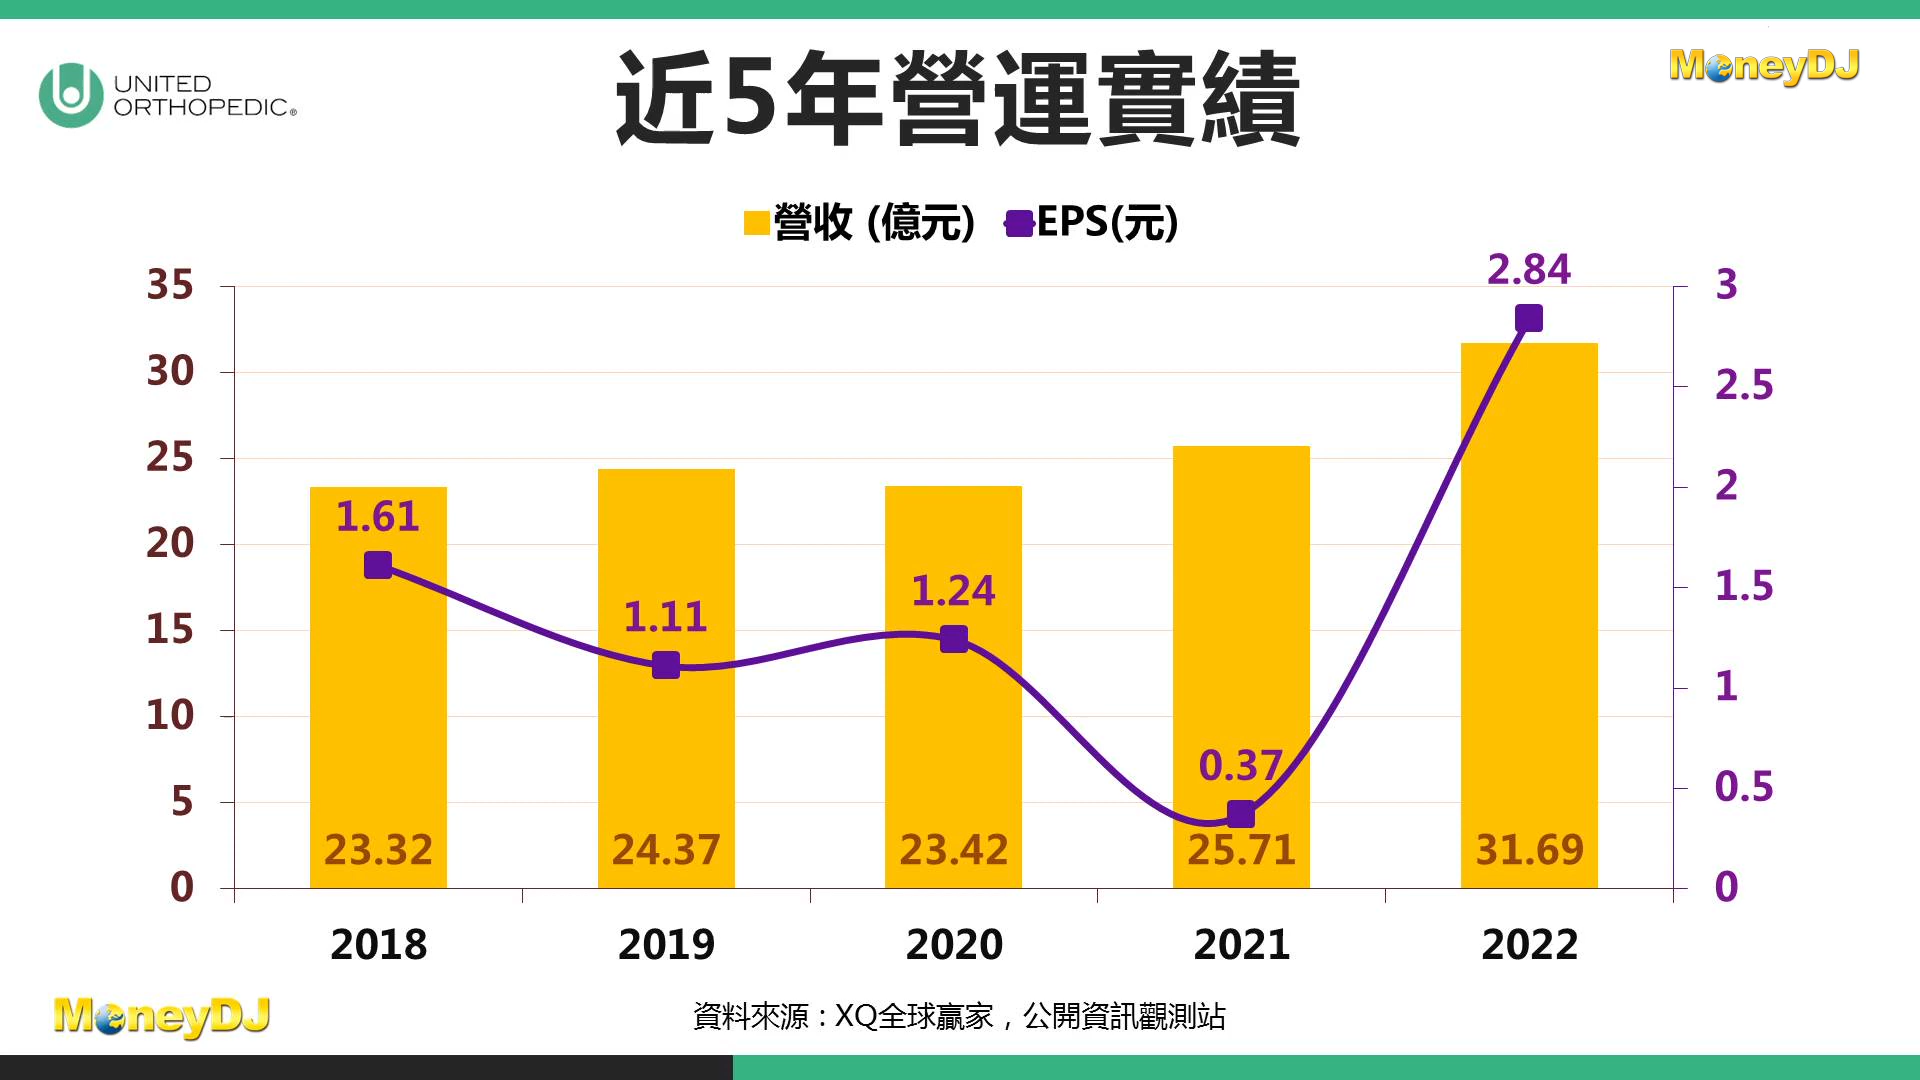 UNITED
ORTHOPEDIC®
近5年營運實績
MoneyDJ
營收 (億元) EPS(元)
35
30
25
20
15
10
5
0
3
2.5
2
1.5
1
0.5
0
1.61
1.11
1.24
0.37
2.84
23.32 24.37 23.42 25.71 31.69
2018 2019 2020 2021 2022
MoneyDJ
資料來源：XQ全球贏家，公開資訊觀測站